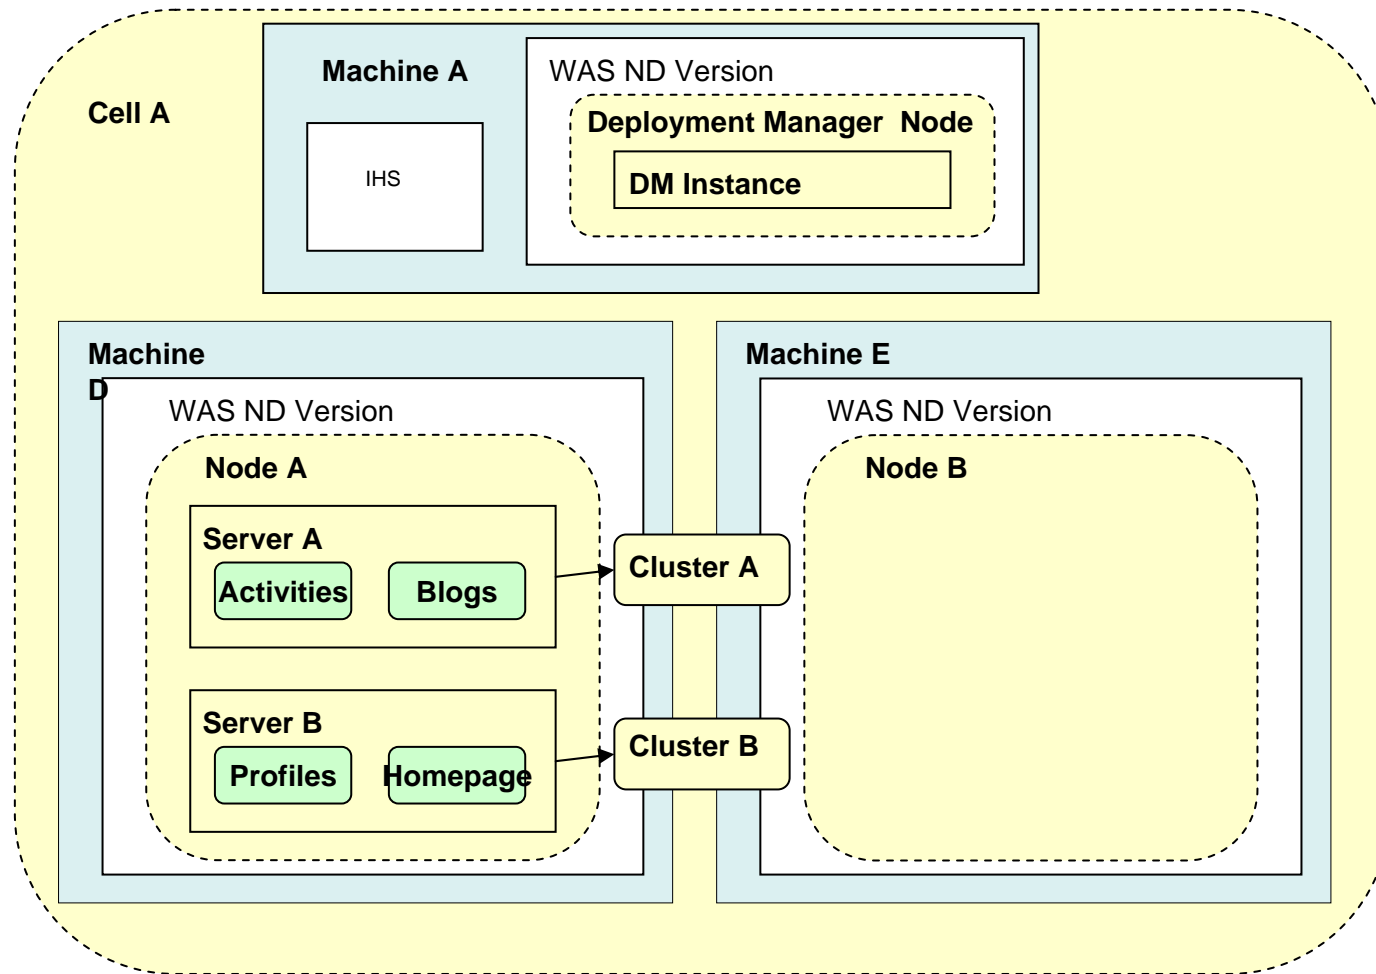 Cell A
Machine A
IHS
WAS ND Version
Deployment Manager Node
DM Instance
Machine
D
WAS ND Version
Node A
Server A
Activities
Blogs
Server B
Profiles
Homepage
Cluster A
Cluster B
Machine E
WAS ND Version
Node B